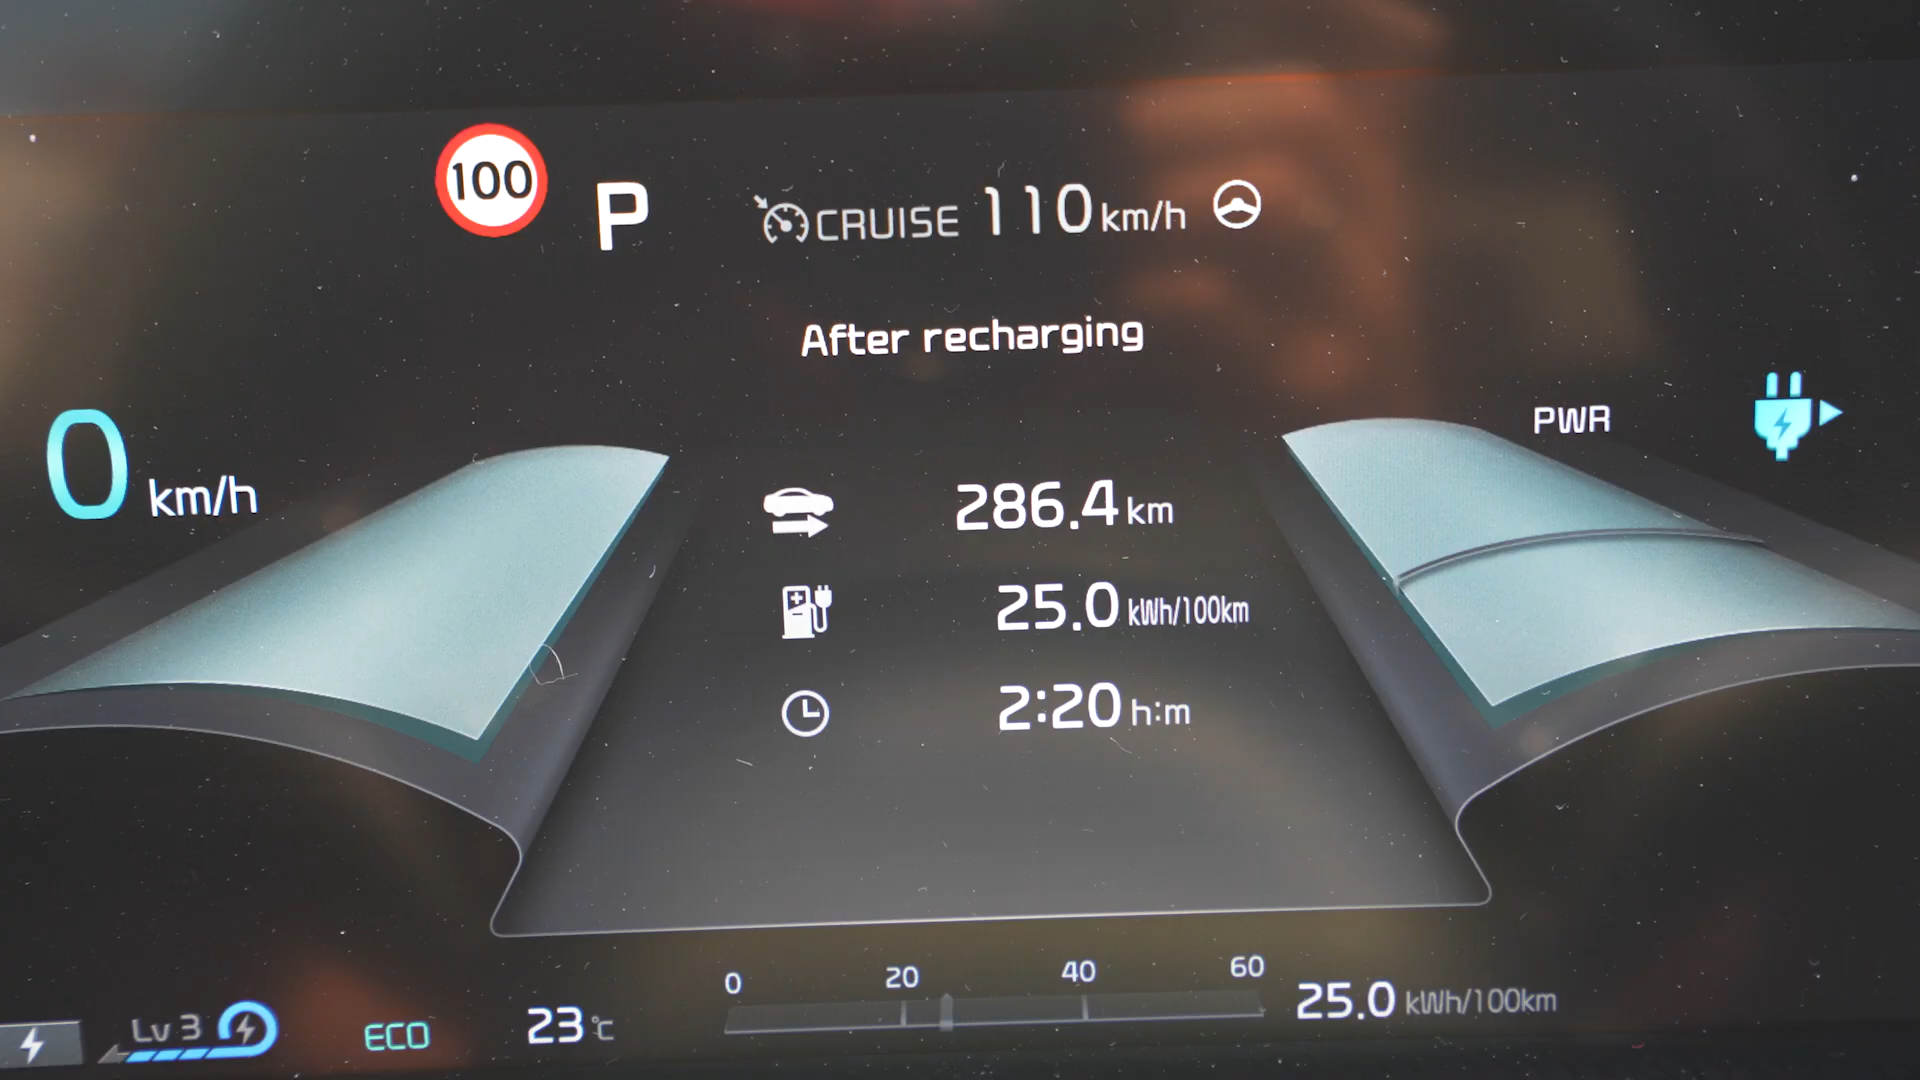 100
P
CRUISE 110 km/h
After recharging
0 km/h
PWR
286.4 km
25.0 kWh/100km
2:20 h:m
0 20 40 60
25.0 kWh/100km
Lv 3
ECO
23 °C